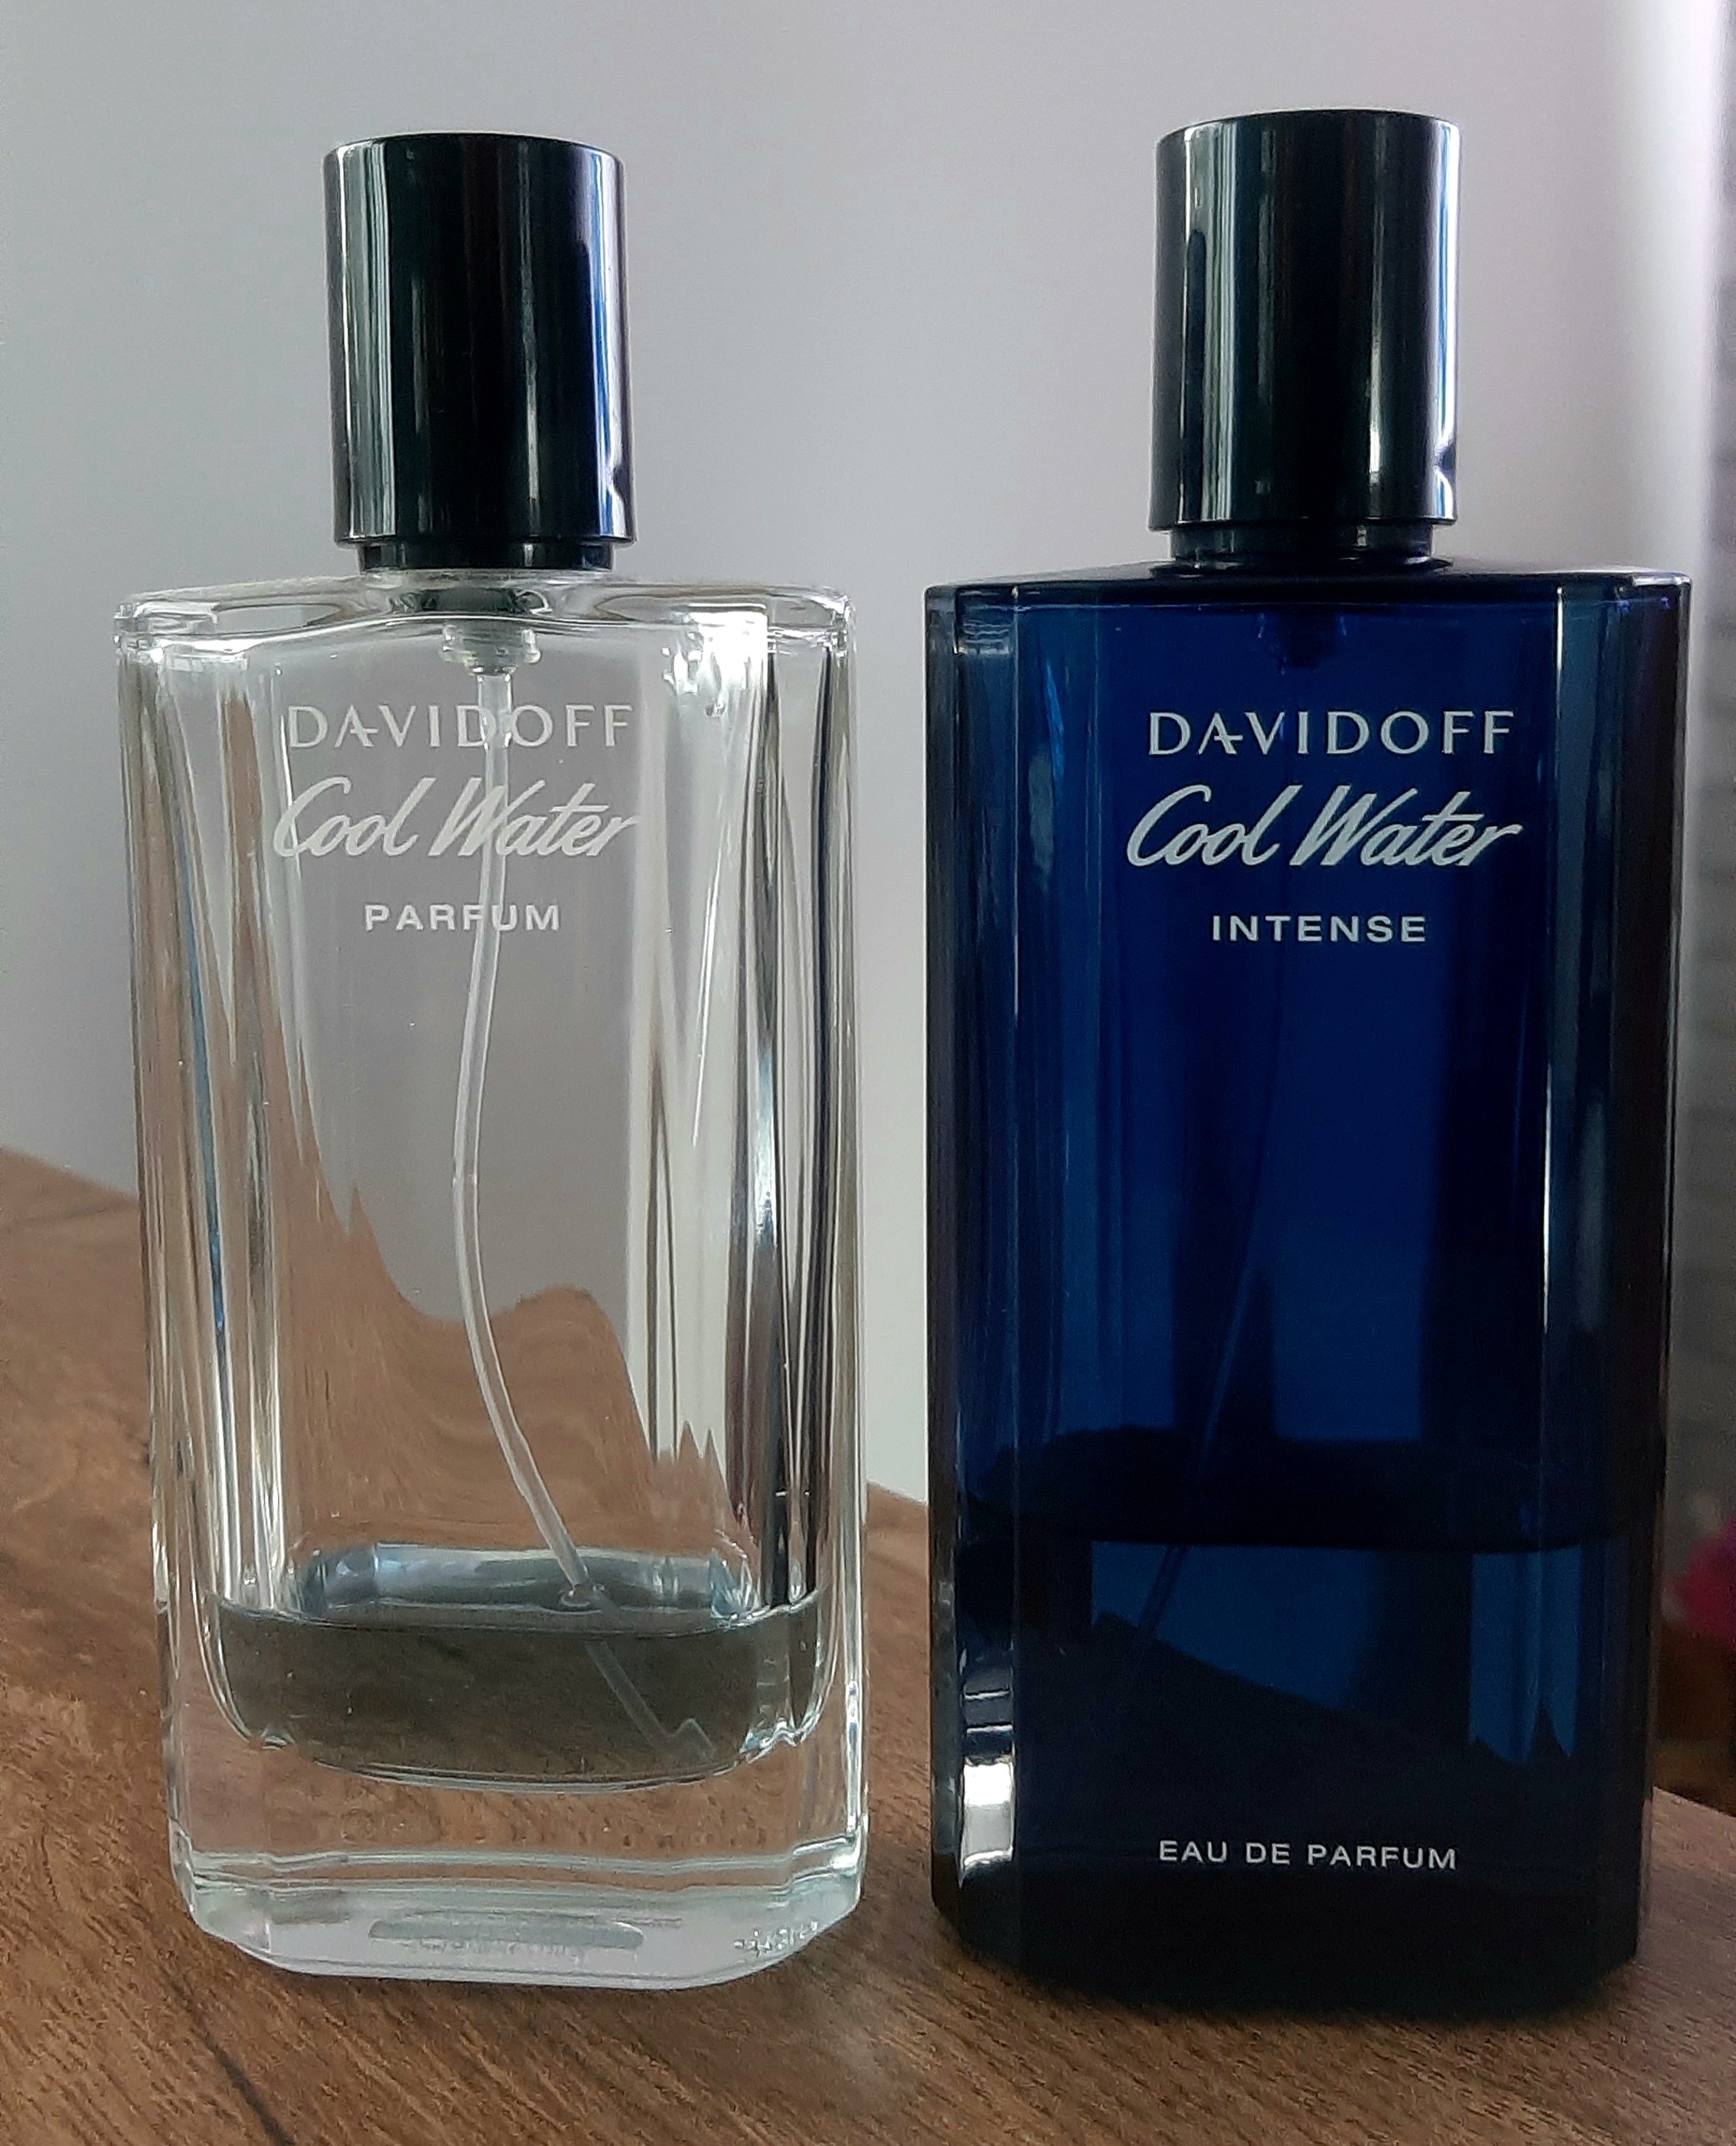 DAVIDOFF
Cool Water
PARFUM
DAVIDOFF
Cool Water
INTENSE
EAU DE PARFUM